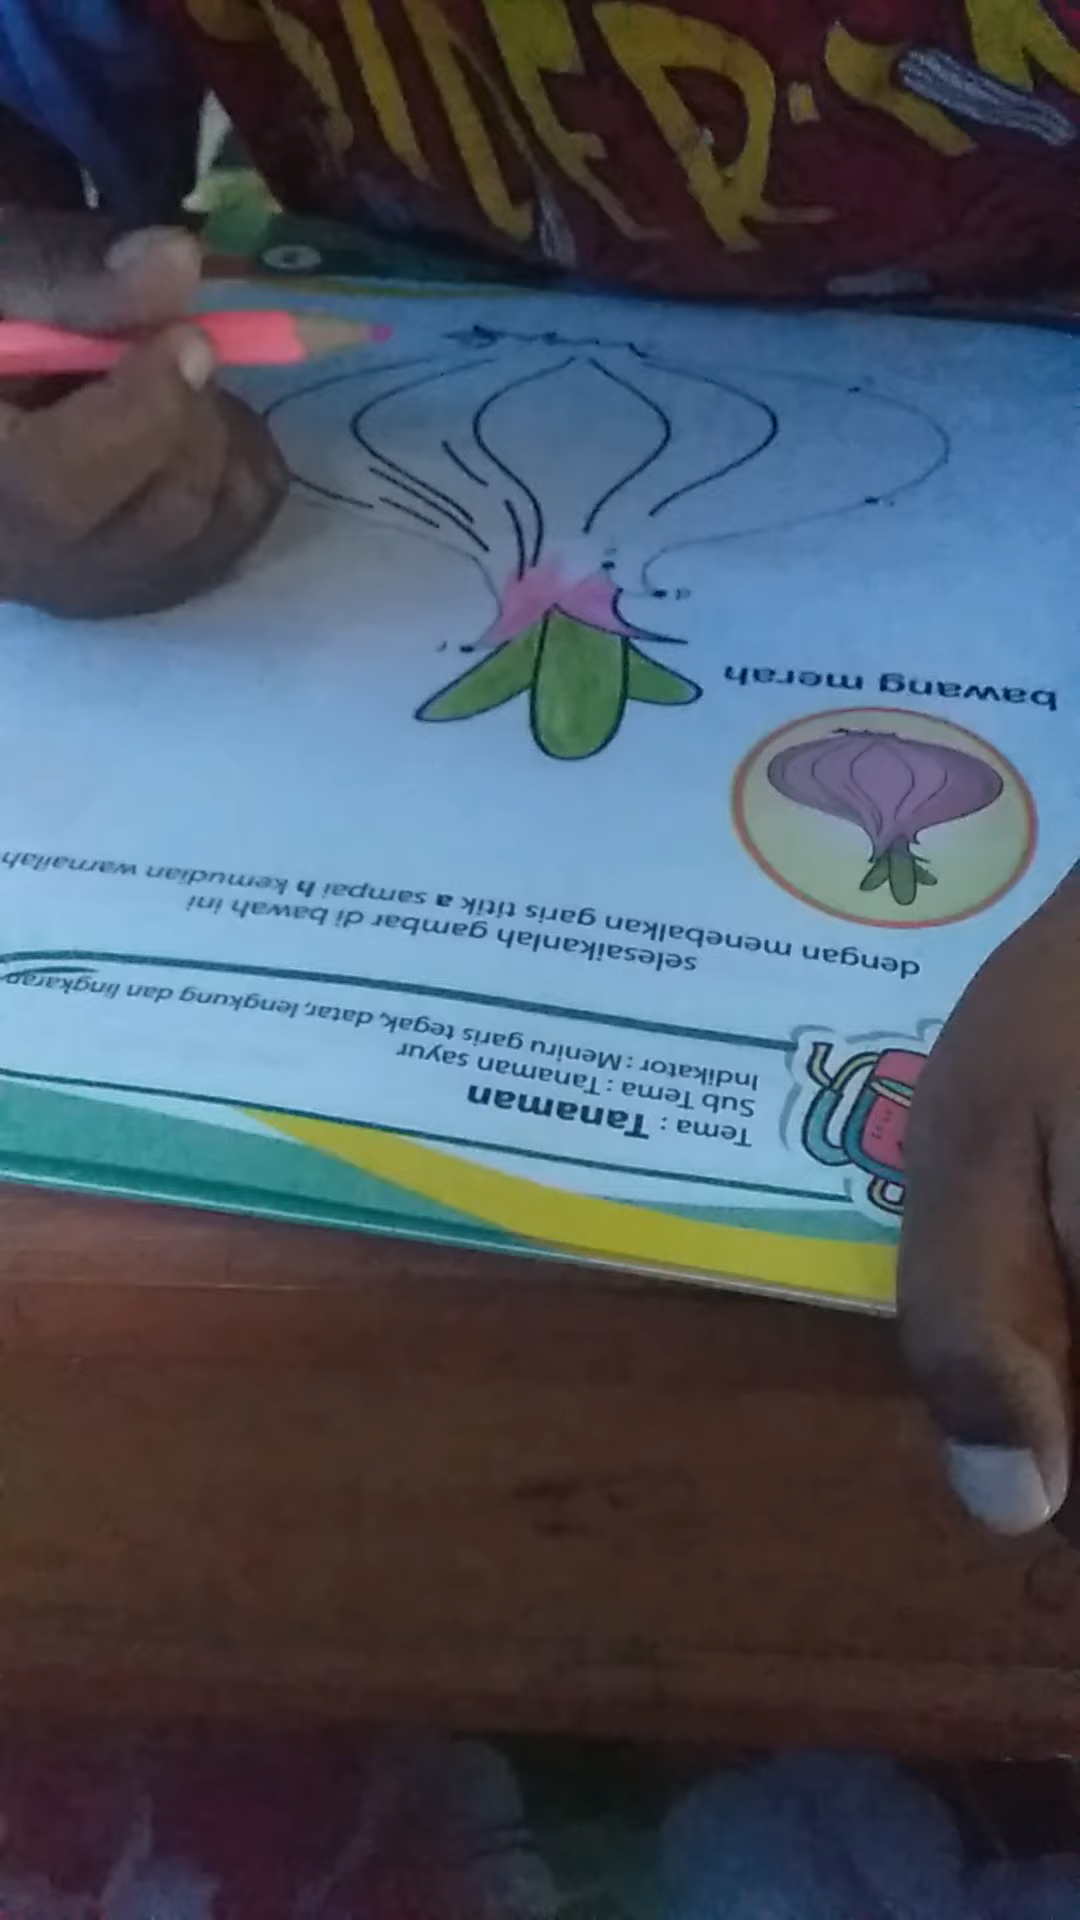 Tema : Tanaman
Sub Tema : Tanaman sayur
Indikator : Meniru garis tegak, datar, lengkung dan lingkaran
selesaikanlah gambar di bawah ini
dengan menebalkan garis titik a sampai h kemudian warnailah
bawang merah